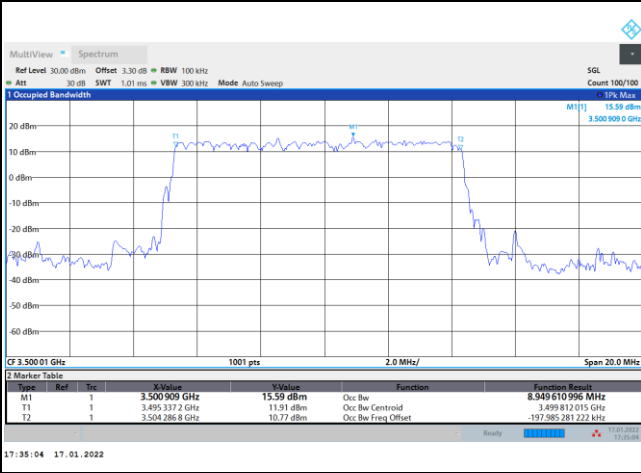 MultiView Spectrum
Ref Level 30.00 dBm Offset 3.30 dB RBW 100 kHz SGL
Att 30 dB SWT 1.01 ms VBW 300 kHz Mode Auto Sweep Count 100/100
1 Occupied Bandwidth 1Pk Max
M1[1] 15.59 dBm
3.500 909 0 GHz
20 dBm
T1 M1 T2
10 dBm
0 dBm
-10 dBm
-20 dBm
-30 dBm
-40 dBm
-50 dBm
-60 dBm
CF 3.500 01 GHz 1001 pts 2.0 MHz/ Span 20.0 MHz
2 Marker Table
Type Ref Trc X-Value Y-Value Function Function Result
M1 1 3.500 909 GHz 15.59 dBm Occ Bw 8.949 610 996 MHz
T1 1 3.495 337 2 GHz 11.91 dBm Occ Bw Centroid 3.499 812 015 GHz
T2 1 3.504 286 8 GHz 10.77 dBm Occ Bw Freq Offset -197.985 281 222 kHz
Ready 17.01.2022
17:35:04
17:35:04 17.01.2022